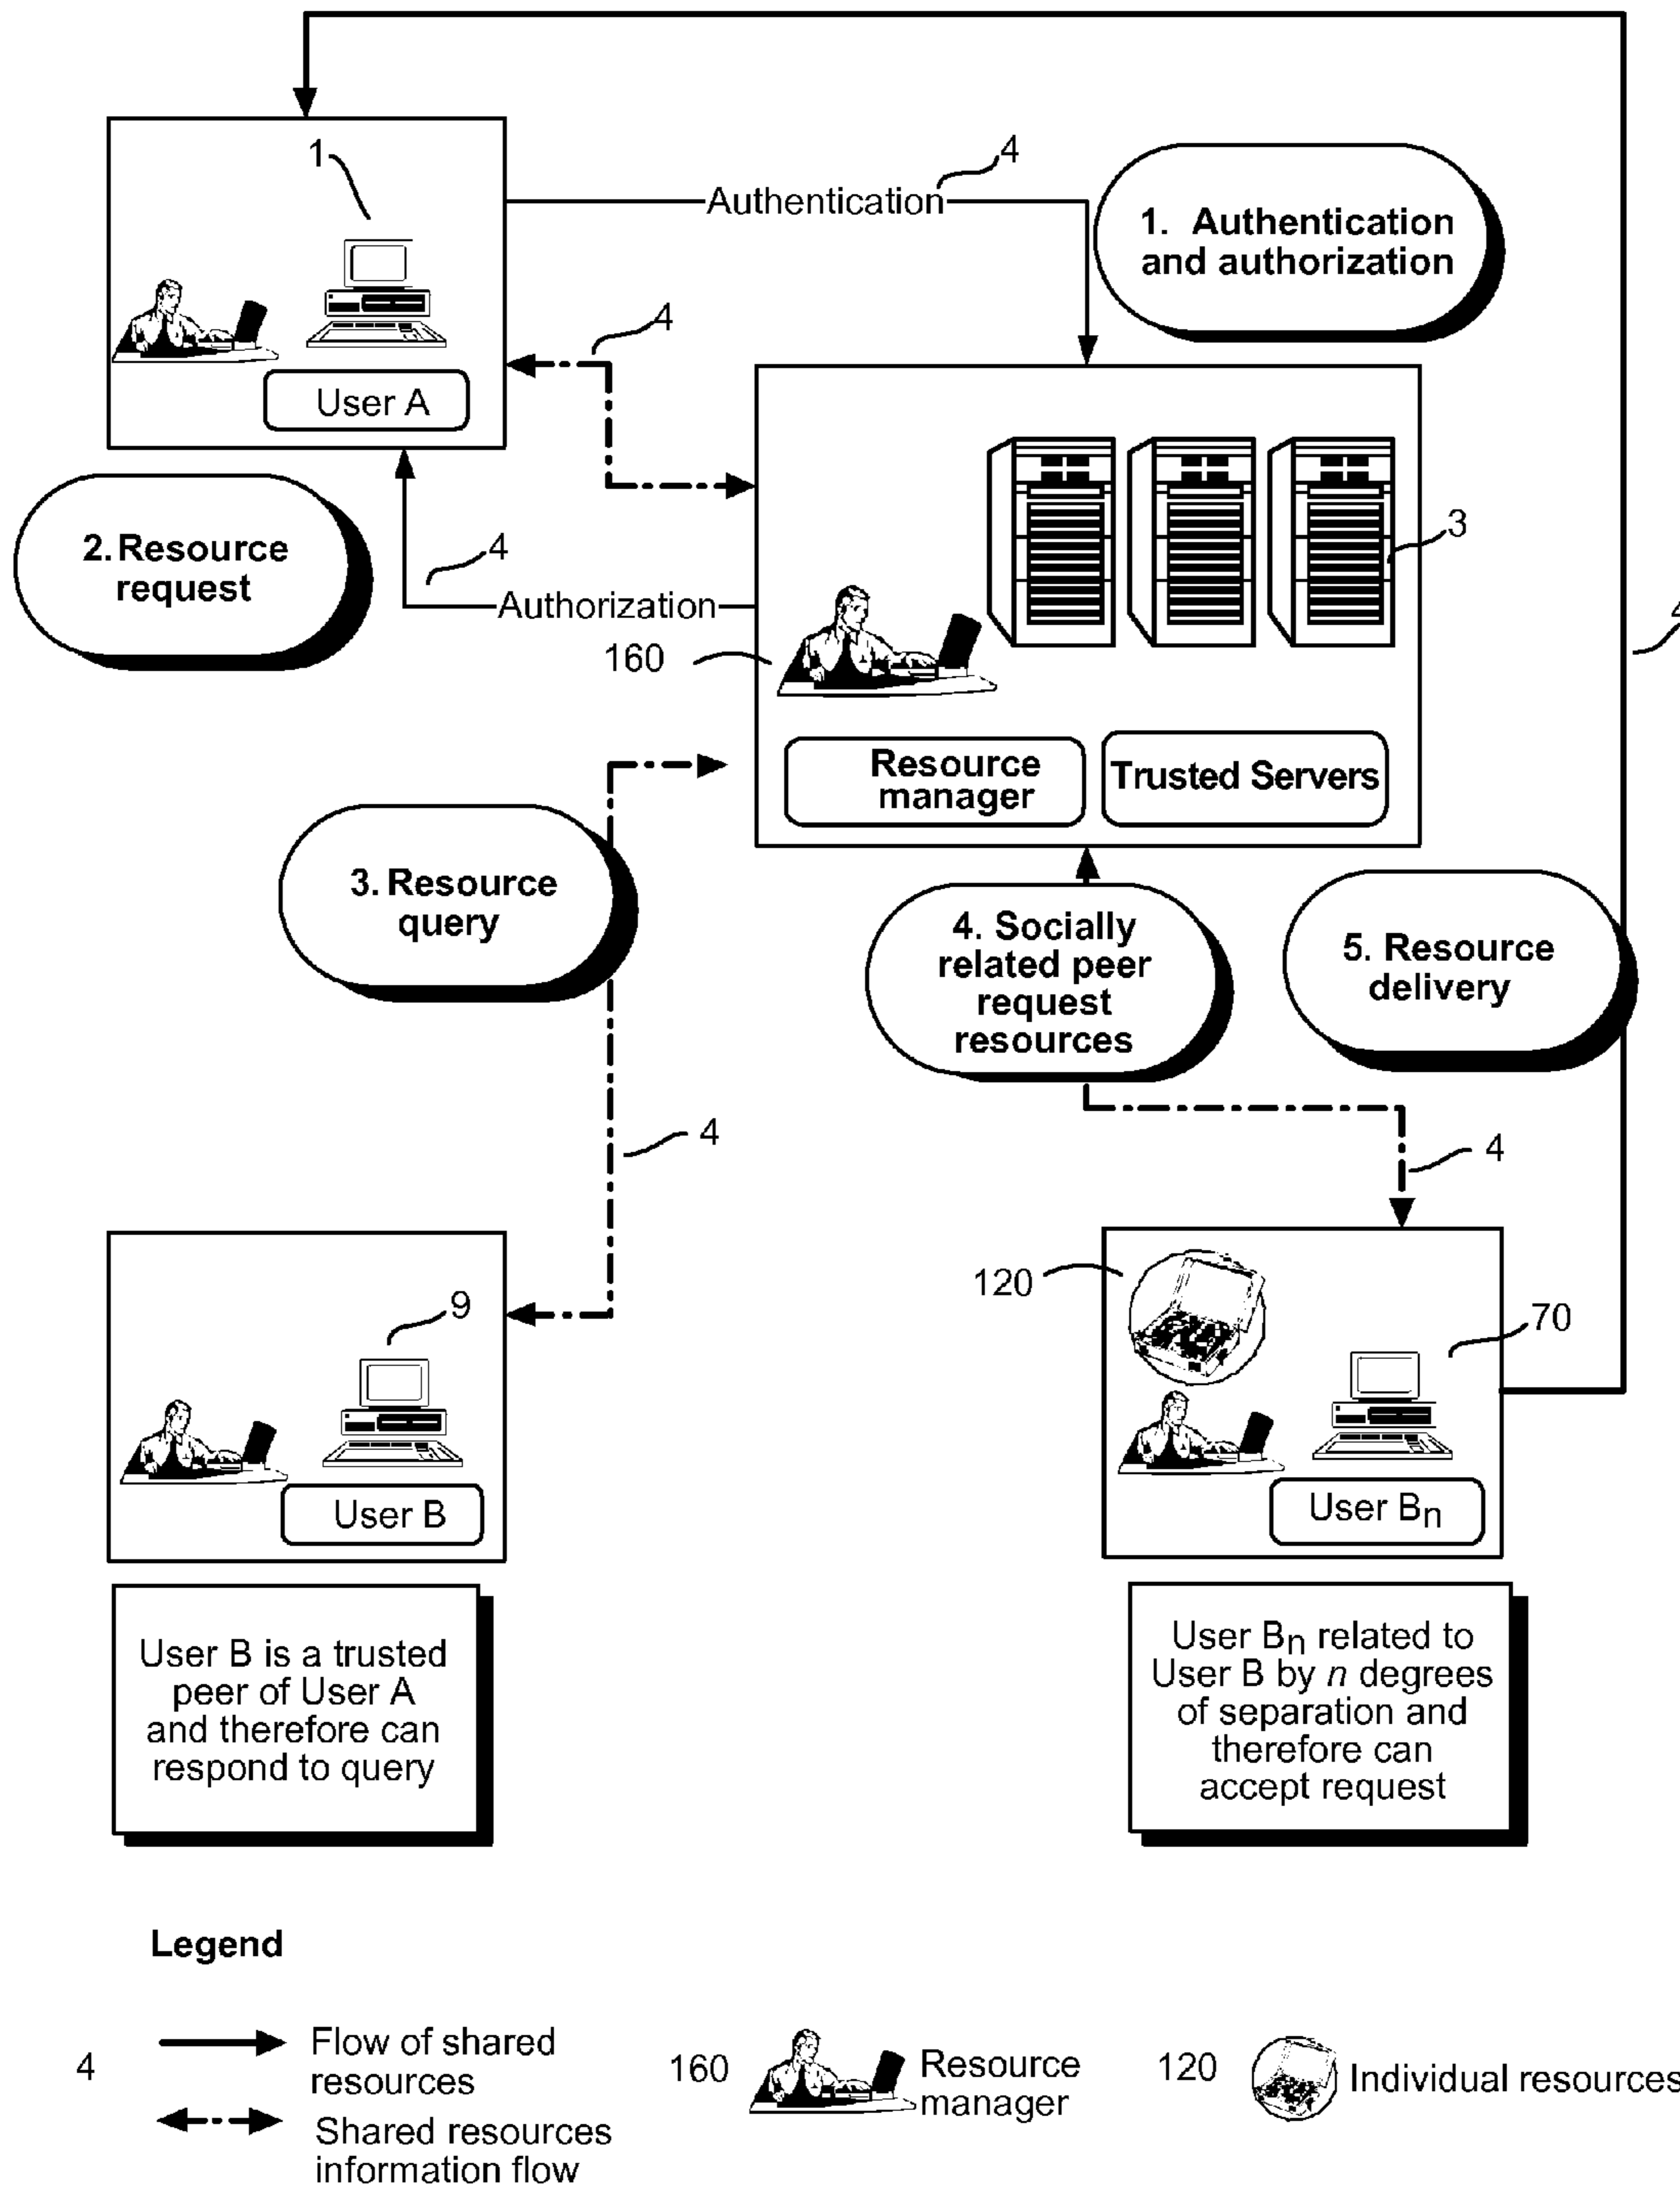 1
4
Authentication
1. Authentication
and authorization
4
User A
2. Resource
request
4
Authorization
3
4
160
Resource
manager
Trusted Servers
3. Resource
query
4. Socially
related peer
request
resources
5. Resource
delivery
4
4
9
120
70
User B
User Bn
User B is a trusted
peer of User A
and therefore can
respond to query
User Bn related to
User B by n degrees
of separation and
therefore can
accept request
Legend
4
Flow of shared
resources
Shared resources
information flow
160
Resource
manager
120
Individual resources